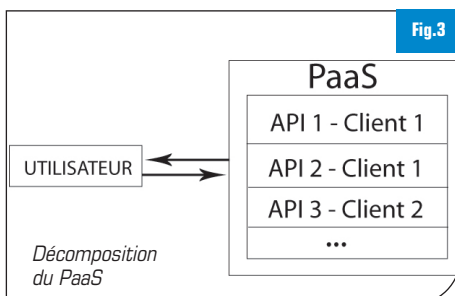 Fig.3
PaaS
API 1 - Client 1
UTILISATEUR
API 2 - Client 1
API 3 - Client 2
...
Décomposition
du PaaS